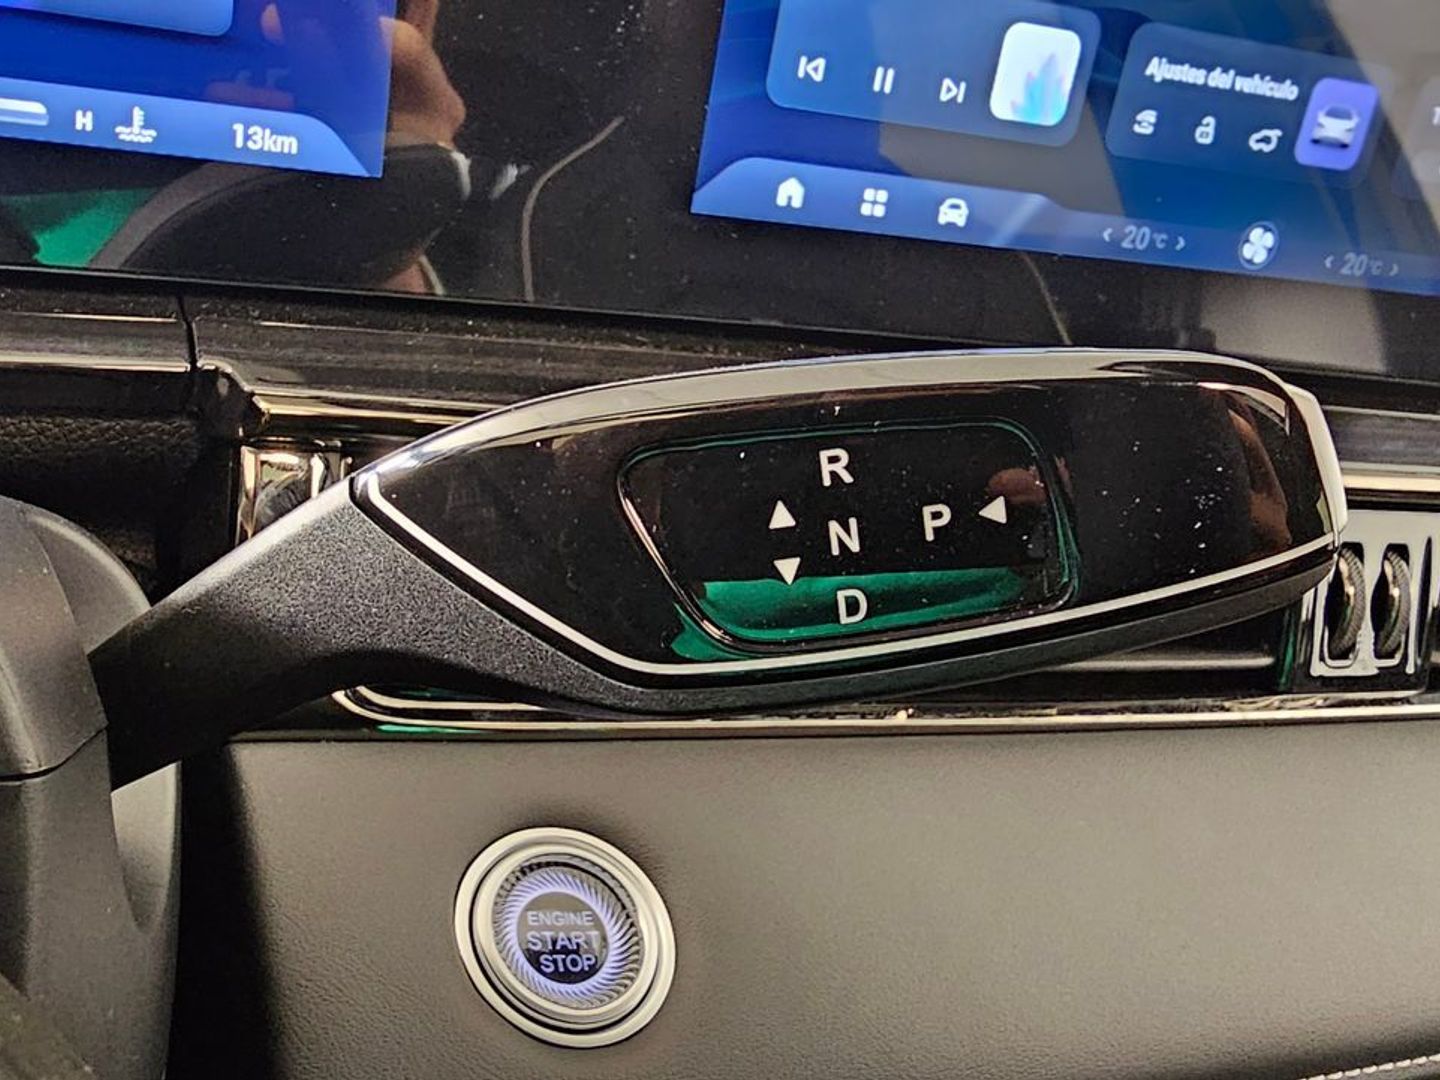 H
13km
Ajustes del vehículo
20°C
20°C
R
N
P
D
ENGINE
START
STOP